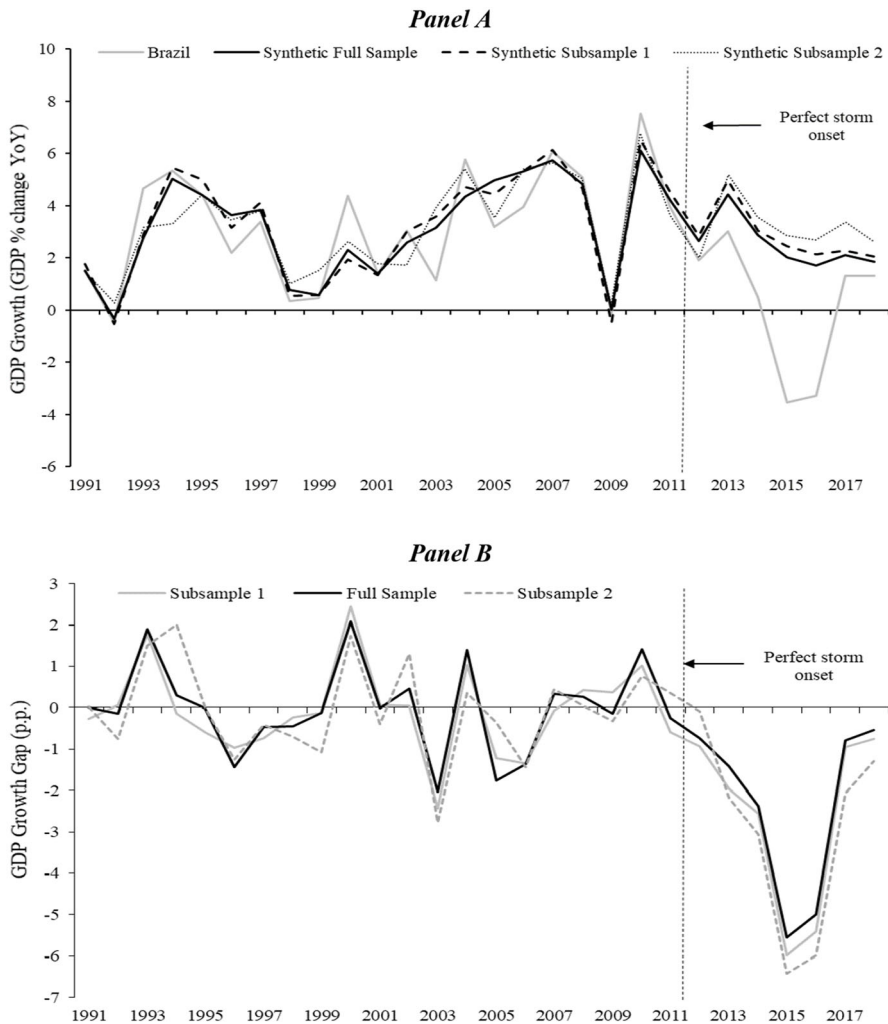 Panel A
Brazil Synthetic Full Sample Synthetic Subsample 1 Synthetic Subsample 2
GDP Growth (GDP % change YoY)
10
8
6
4
2
0
-2
-4
-6
Perfect storm
onset
1991 1993 1995 1997 1999 2001 2003 2005 2007 2009 2011 2013 2015 2017
Panel B
Subsample 1 Full Sample Subsample 2
GDP Growth Gap (p.p.)
3
2
1
0
-1
-2
-3
-4
-5
-6
-7
Perfect storm
onset
1991 1993 1995 1997 1999 2001 2003 2005 2007 2009 2011 2013 2015 2017